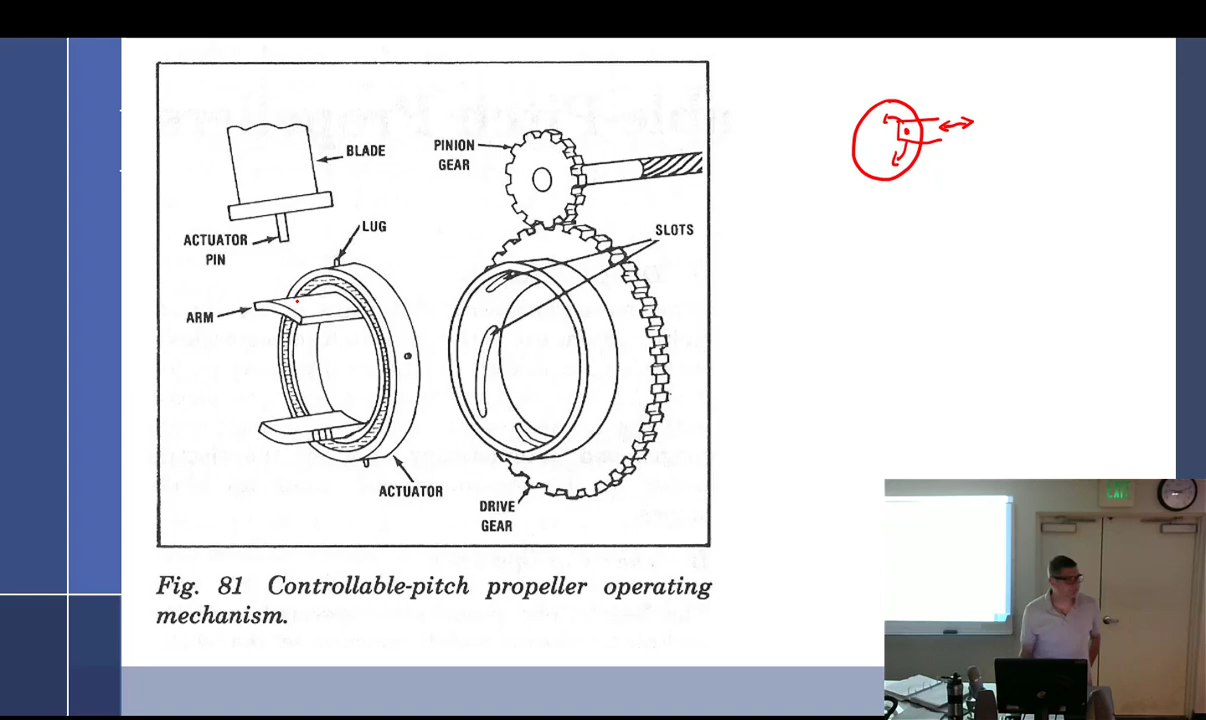 BLADE
PINION
GEAR
ACTUATOR
PIN
LUG
SLOTS
ARM
ACTUATOR
DRIVE
GEAR
Fig. 81 Controllable-pitch propeller operating
mechanism.
EXIT